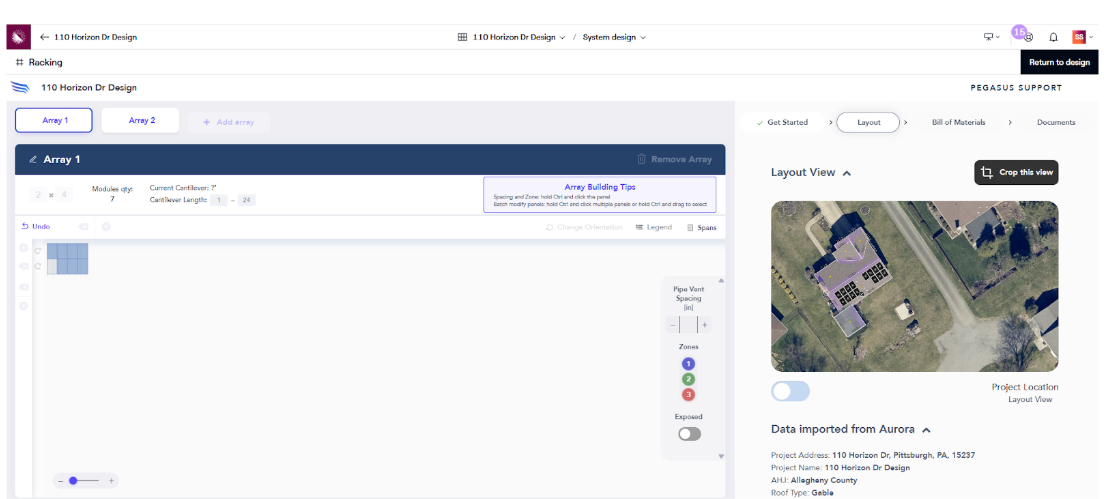 110 Horizon Dr Design
110 Horizon Dr Design / System design
15
SS
Racking
Return to design
110 Horizon Dr Design
PEGASUS SUPPORT
Array 1
Array 2
+ Add array
Get Started
Layout
Bill of Materials
Documents
Array 1
Remove Array
2 × 4
Modules qty:
7
Current Cantilever: ?"
Cantilever Length: 1 – 24
Array Building Tips
Spacing and Zone: hold Ctrl and click the panel
Batch modify panels: hold Ctrl and click multiple panels or hold Ctrl and drag to select
Undo
Change Orientation
Legend
Spans
Pipe Vent
Spacing
[in]
– +
Zones
1
2
3
Exposed
– +
Layout View
Crop this view
Project Location
Layout View
Data imported from Aurora
Project Address: 110 Horizon Dr, Pittsburgh, PA, 15237
Project Name: 110 Horizon Dr Design
AHJ: Allegheny County
Roof Type: Gable